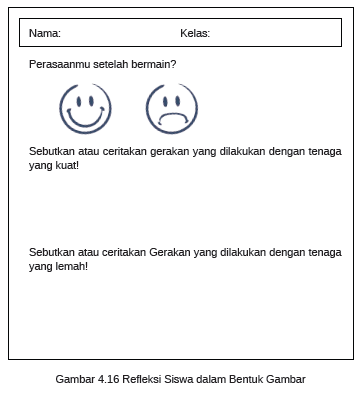 Nama: Kelas:
Perasaanmu setelah bermain?
Sebutkan atau ceritakan gerakan yang dilakukan dengan tenaga
yang kuat!
Sebutkan atau ceritakan Gerakan yang dilakukan dengan tenaga
yang lemah!
Gambar 4.16 Refleksi Siswa dalam Bentuk Gambar